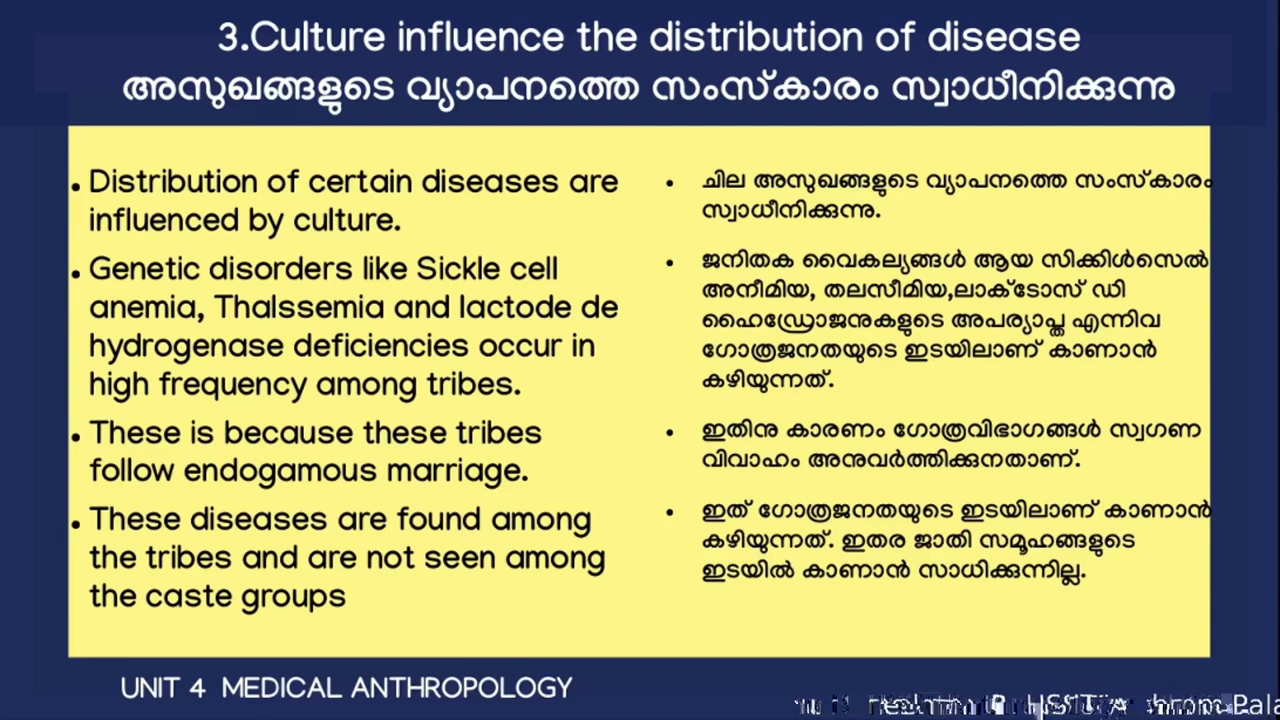 3.Culture influence the distribution of disease
അസുഖങ്ങളുടെ വ്യാപനത്തെ സംസ്കാരം സ്വാധീനിക്കുന്നു
• Distribution of certain diseases are
influenced by culture.
• Genetic disorders like Sickle cell
anemia, Thalssemia and lactode de
hydrogenase deficiencies occur in
high frequency among tribes.
• These is because these tribes
follow endogamous marriage.
• These diseases are found among
the tribes and are not seen among
the caste groups
• ചില അസുഖങ്ങളുടെ വ്യാപനത്തെ സംസ്കാരം
സ്വാധീനിക്കുന്നു.
• ജനിതക വൈകല്യങ്ങൾ ആയ സിക്കിൾസെൽ
അനീമിയ, തലസീമിയ,ലാക്ടോസ് ഡി
ഹൈഡ്രോജനുകളുടെ അപര്യാപ്ത എന്നിവ
ഗോത്രജനതയുടെ ഇടയിലാണ് കാണാൻ
കഴിയുന്നത്.
• ഇതിനു കാരണം ഗോത്രവിഭാഗങ്ങൾ സ്വഗണ
വിവാഹം അനുവർത്തിക്കുനതാണ്.
• ഇത് ഗോത്രജനതയുടെ ഇടയിലാണ് കാണാൻ
കഴിയുന്നത്. ഇതര ജാതി സമൂഹങ്ങളുടെ
ഇടയിൽ കാണാൻ സാധിക്കുന്നില്ല.
UNIT 4 MEDICAL ANTHROPOLOGY